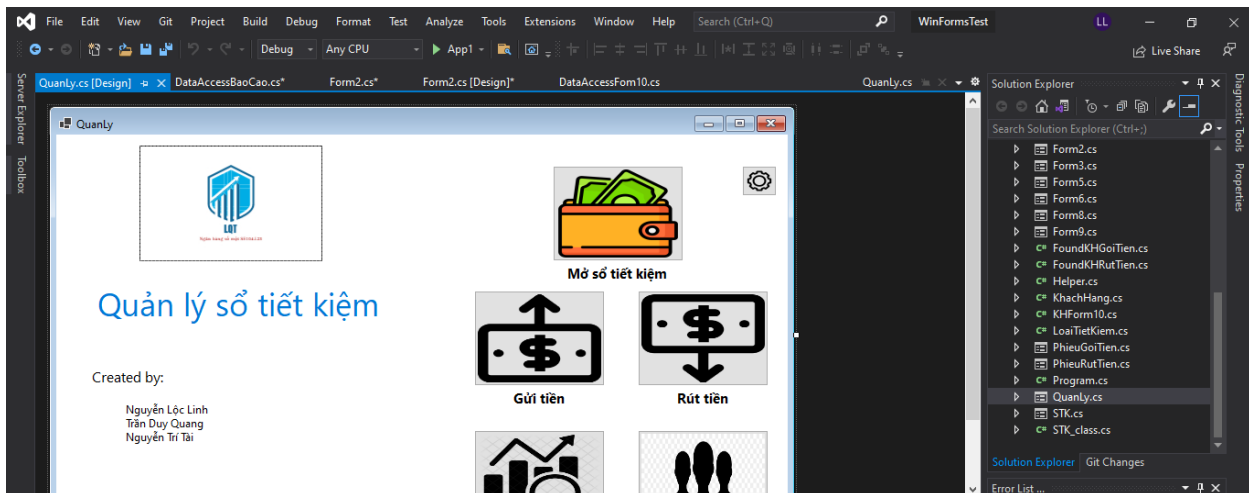 File Edit View Git Project Build Debug Format Test Analyze Tools Extensions Window Help Search (Ctrl+Q) WinFormsTest LL
Debug Any CPU App1 Live Share
QuanLy.cs [Design] DataAccessBaoCao.cs* Form2.cs* Form2.cs [Design]* DataAccessFom10.cs QuanLy.cs
Server Explorer
Toolbox
QuanLy
LQT
Mở sổ tiết kiệm
Quản lý sổ tiết kiệm
Gửi tiền Rút tiền
Created by:
Nguyễn Lộc Linh
Trần Duy Quang
Nguyễn Trí Tài
Solution Explorer
Search Solution Explorer (Ctrl+;)
Form2.cs
Form3.cs
Form5.cs
Form6.cs
Form8.cs
Form9.cs
C# FoundKHGoiTien.cs
C# FoundKHRutTien.cs
C# Helper.cs
C# KhachHang.cs
C# KHForm10.cs
C# LoaiTietKiem.cs
PhieuGoiTien.cs
PhieuRutTien.cs
C# Program.cs
QuanLy.cs
STK.cs
C# STK_class.cs
Solution Explorer Git Changes
Error List ...
Diagnostic Tools
Properties